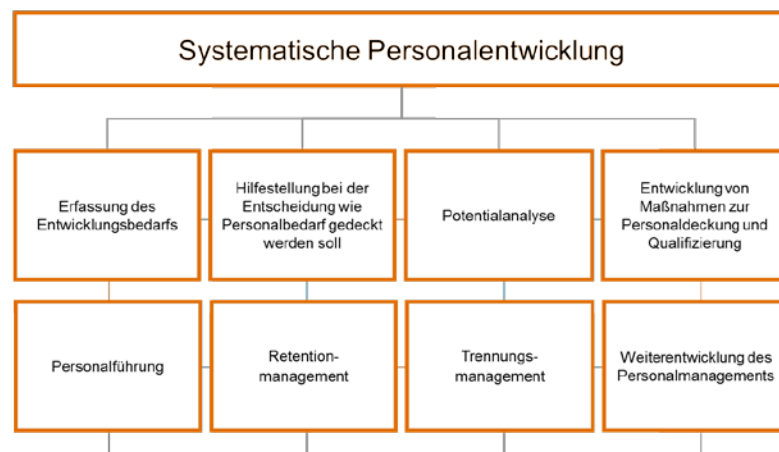 Systematische Personalentwicklung
Erfassung des
Entwicklungsbedarfs
Hilfestellung bei der
Entscheidung wie
Personalbedarf gedeckt
werden soll
Potentialanalyse
Entwicklung von
Maßnahmen zur
Personaldeckung und
Qualifizierung
Personalführung
Retention-
management
Trennungs-
management
Weiterentwicklung des
Personalmanagements